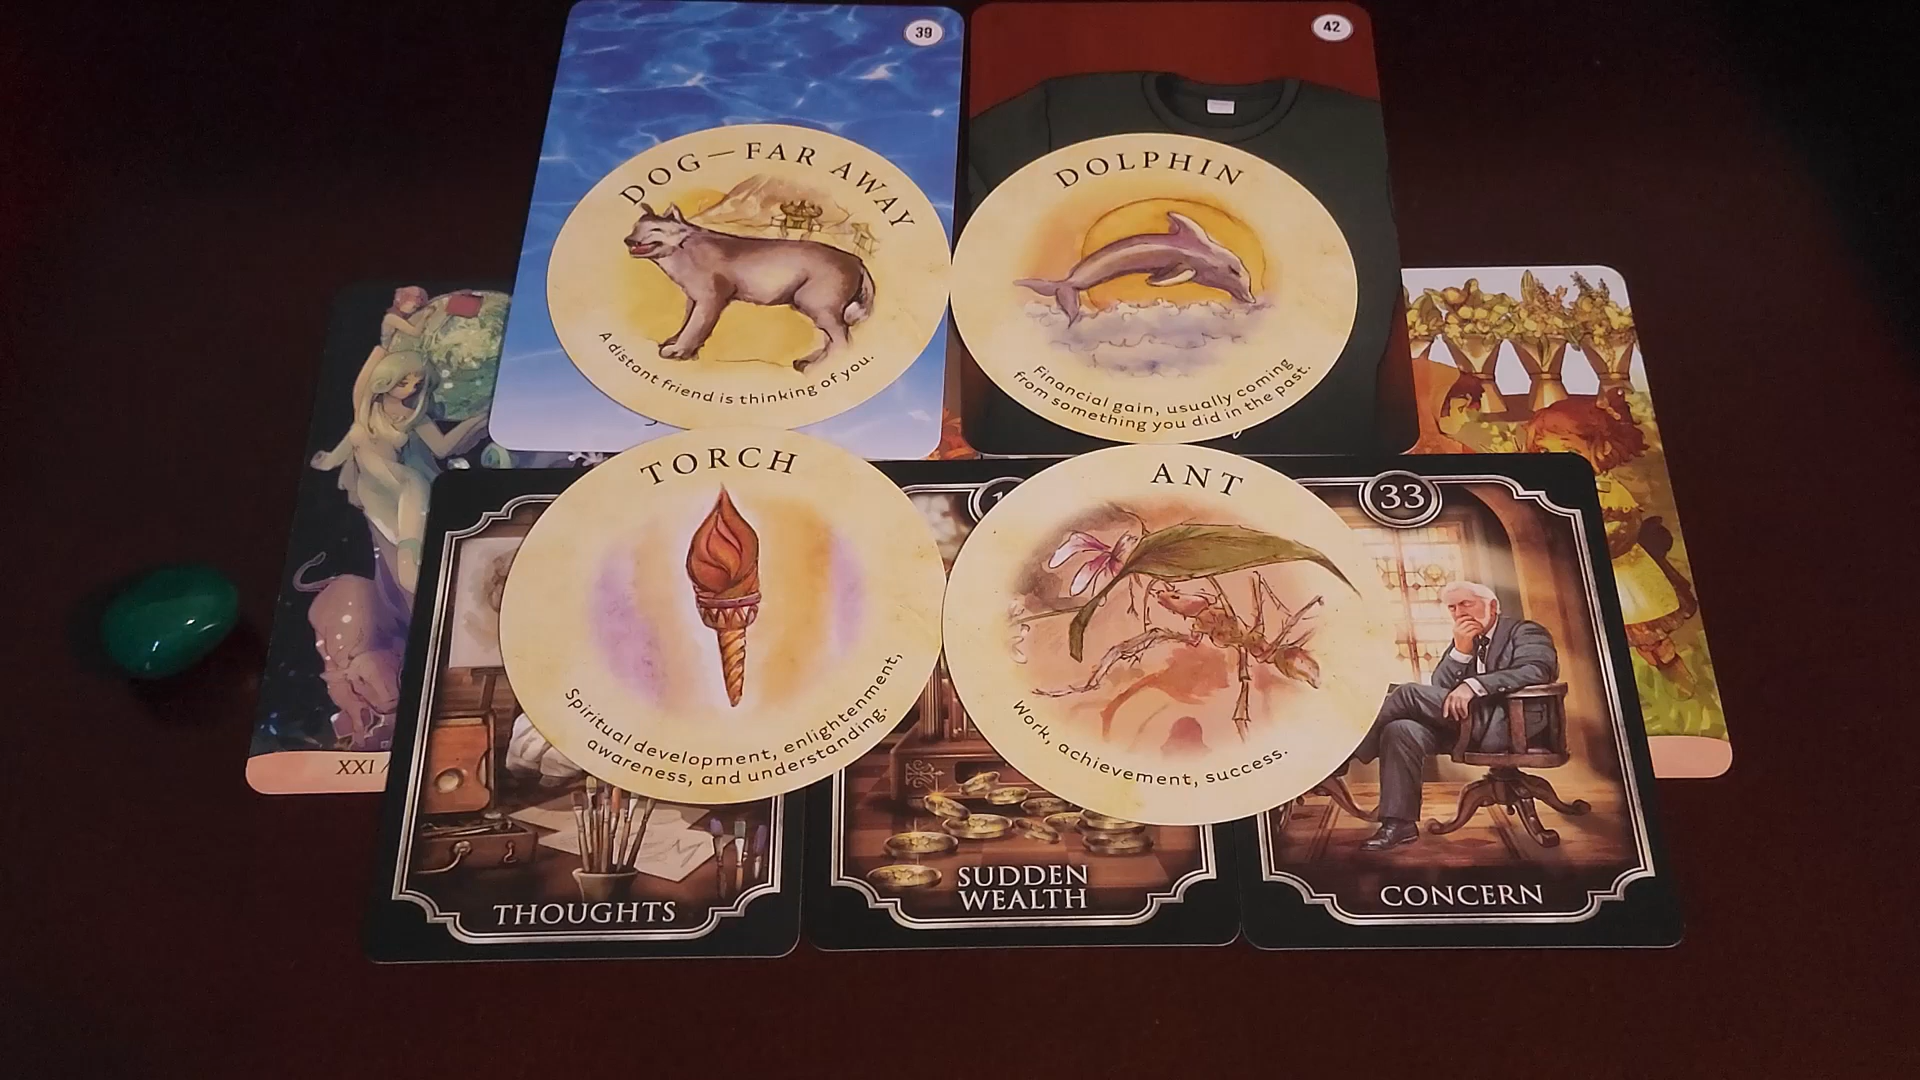 39
42
DOG—FAR AWAY
A distant friend is thinking of you.
DOLPHIN
Financial gain, usually coming
from something you did in the past.
TORCH
Spiritual development, enlightenment,
awareness, and understanding.
ANT
Work, achievement, success.
33
XXI
THOUGHTS
SUDDEN
WEALTH
CONCERN